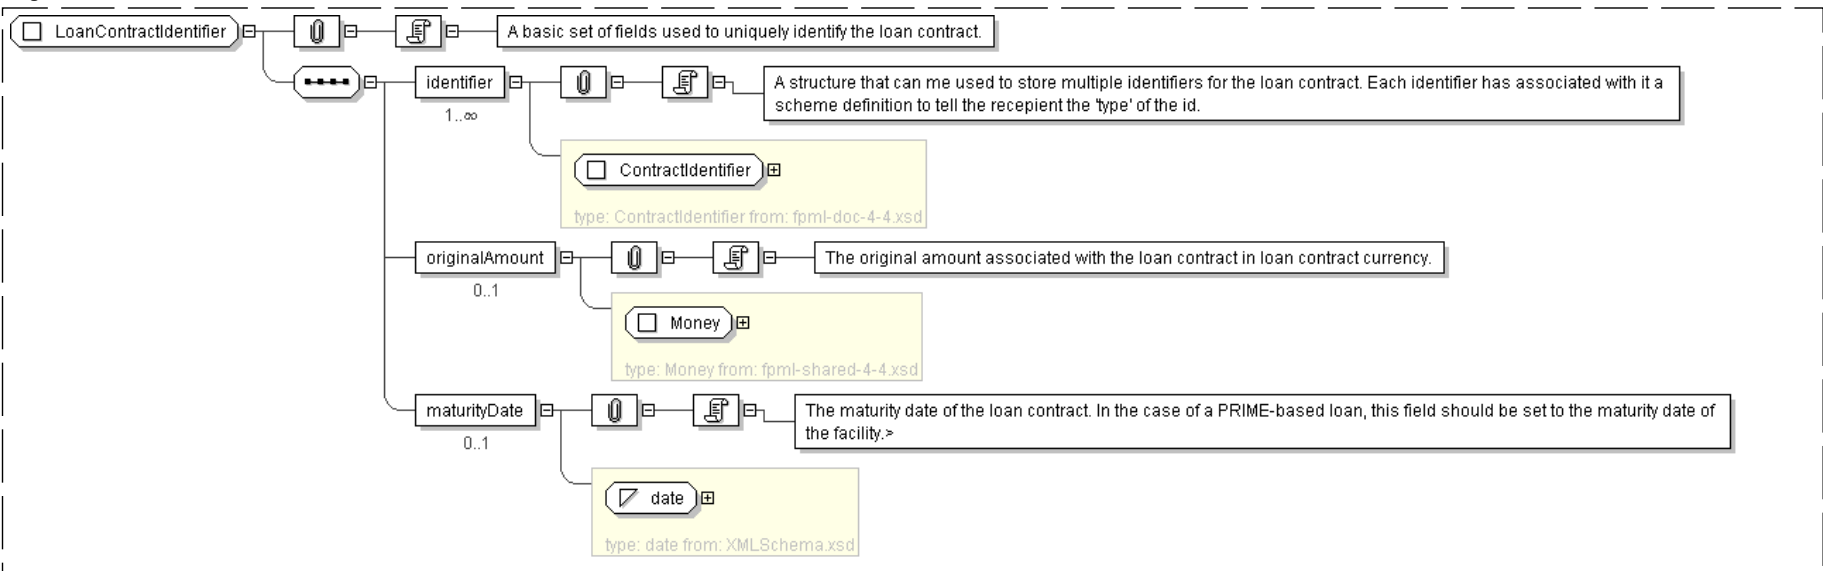 LoanContractIdentifier
A basic set of fields used to uniquely identify the loan contract.
identifier
1..∞
A structure that can me used to store multiple identifiers for the loan contract. Each identifier has associated with it a
scheme definition to tell the recepient the 'type' of the id.
ContractIdentifier
type: ContractIdentifier from: fpml-doc-4-4.xsd
originalAmount
0..1
The original amount associated with the loan contract in loan contract currency.
Money
type: Money from: fpml-shared-4-4.xsd
maturityDate
0..1
The maturity date of the loan contract. In the case of a PRIME-based loan, this field should be set to the maturity date of
the facility.>
date
type: date from: XMLSchema.xsd